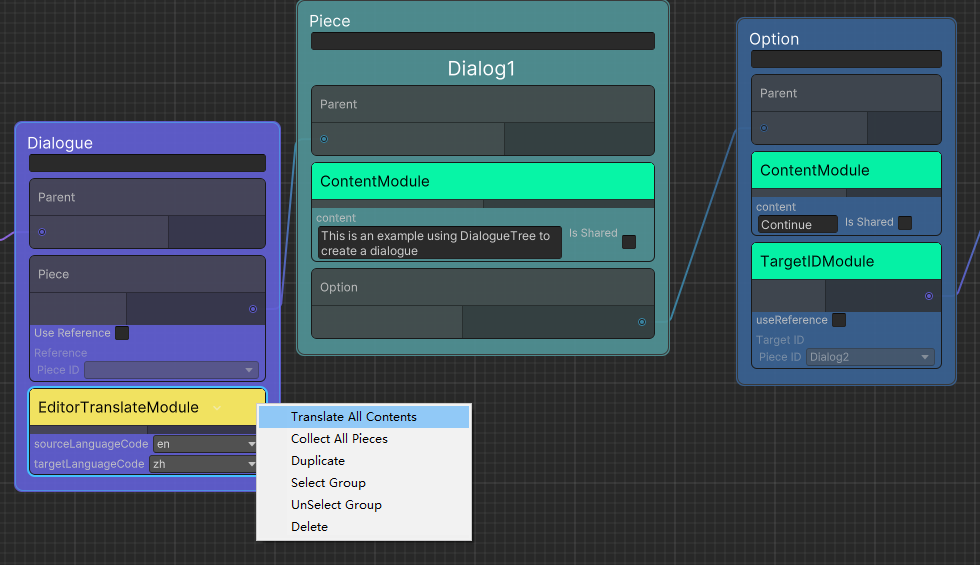 Dialogue
Parent
Piece
Use Reference
Reference
Piece ID
EditorTranslateModule
sourceLanguageCode en
targetLanguageCode zh
Translate All Contents
Collect All Pieces
Duplicate
Select Group
UnSelect Group
Delete
Piece
Dialog1
Parent
ContentModule
content
This is an example using DialogueTree to
create a dialogue
Is Shared
Option
Option
Parent
ContentModule
content
Continue
Is Shared
TargetIDModule
useReference
Target ID
Piece ID Dialog2